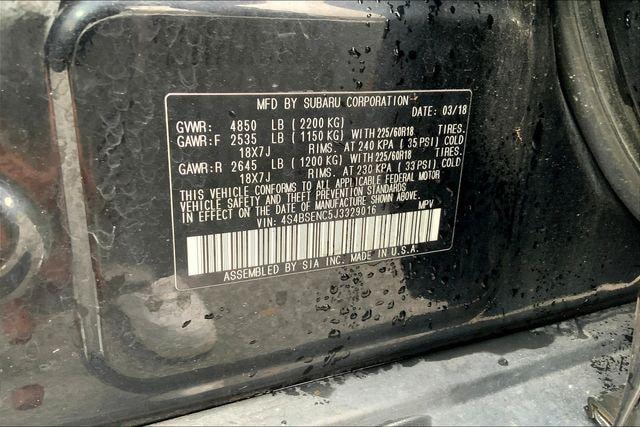 MFD BY SUBARU CORPORATION DATE: 03/18
GVWR: 4850 LB (2200 KG)
GAWR:F 2535 LB (1150 KG) WITH 225/60R18 TIRES.
18X7J RIMS. AT 240 KPA (35 PSI) COLD
GAWR:R 2645 LB (1200 KG) WITH 225/60R18 TIRES.
18X7J RIMS. AT 230 KPA (33 PSI) COLD
THIS VEHICLE CONFORMS TO ALL APPLICABLE FEDERAL MOTOR
VEHICLE SAFETY AND THEFT PREVENTION STANDARDS
IN EFFECT ON THE DATE OF MANUFACTURE SHOWN ABOVE.
VIN: 4S4BSENC5J3329016 MPV
ASSEMBLED BY SIA INC. MADE IN U.S.A.